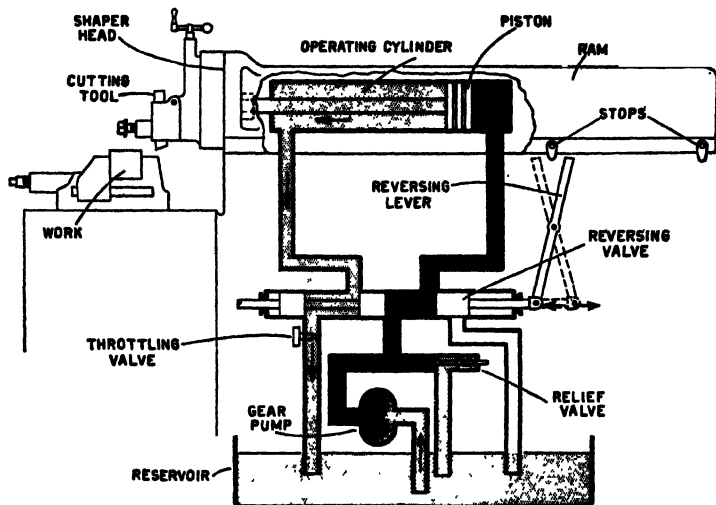 SHAPER
HEAD
PISTON
OPERATING CYLINDER
RAM
CUTTING
TOOL
STOPS
REVERSING
LEVER
WORK
REVERSING
VALVE
THROTTLING
VALVE
GEAR
PUMP
RELIEF
VALVE
RESERVOIR